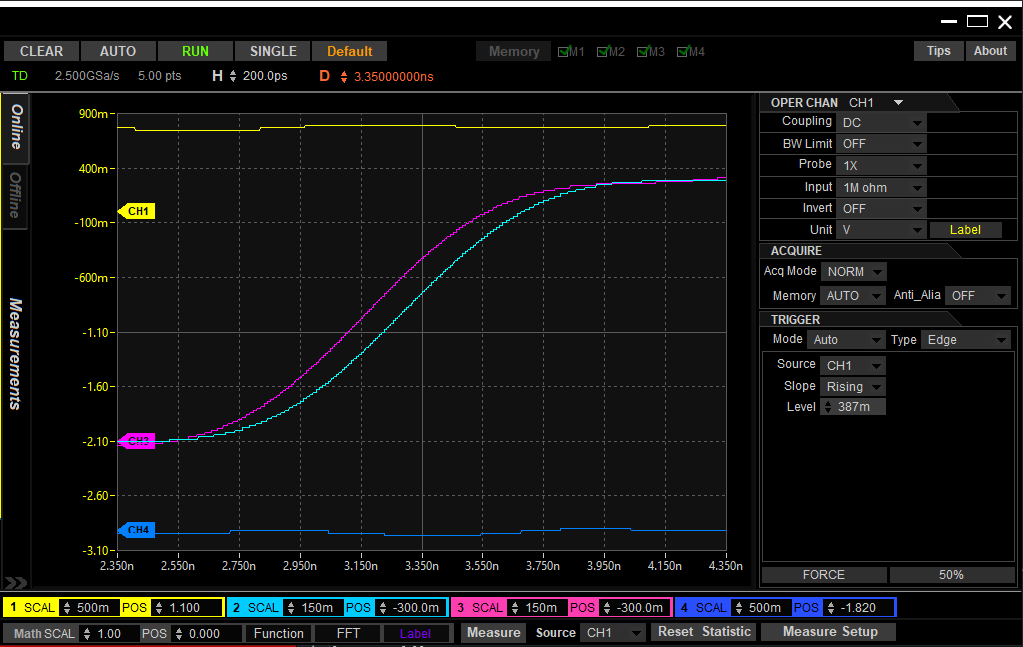 CLEAR AUTO RUN SINGLE Default Memory M1 M2 M3 M4 Tips About
TD 2.500GSa/s 5.00 pts H 200.0ps D 3.35000000ns
Online
Offline
Measurements
900m
400m
-100m
-600m
-1.10
-1.60
-2.10
-2.60
-3.10
CH1
CH3
CH4
2.350n 2.550n 2.750n 2.950n 3.150n 3.350n 3.550n 3.750n 3.950n 4.150n 4.350n
OPER CHAN CH1
Coupling DC
BW Limit OFF
Probe 1X
Input 1M ohm
Invert OFF
Unit V Label
ACQUIRE
Acq Mode NORM
Memory AUTO Anti_Alia OFF
TRIGGER
Mode Auto Type Edge
Source CH1
Slope Rising
Level 387m
FORCE 50%
1 SCAL 500m POS 1.100 2 SCAL 150m POS -300.0m 3 SCAL 150m POS -300.0m 4 SCAL 500m POS -1.820
Math SCAL 1.00 POS 0.000 Function FFT Label Measure Source CH1 Reset Statistic Measure Setup